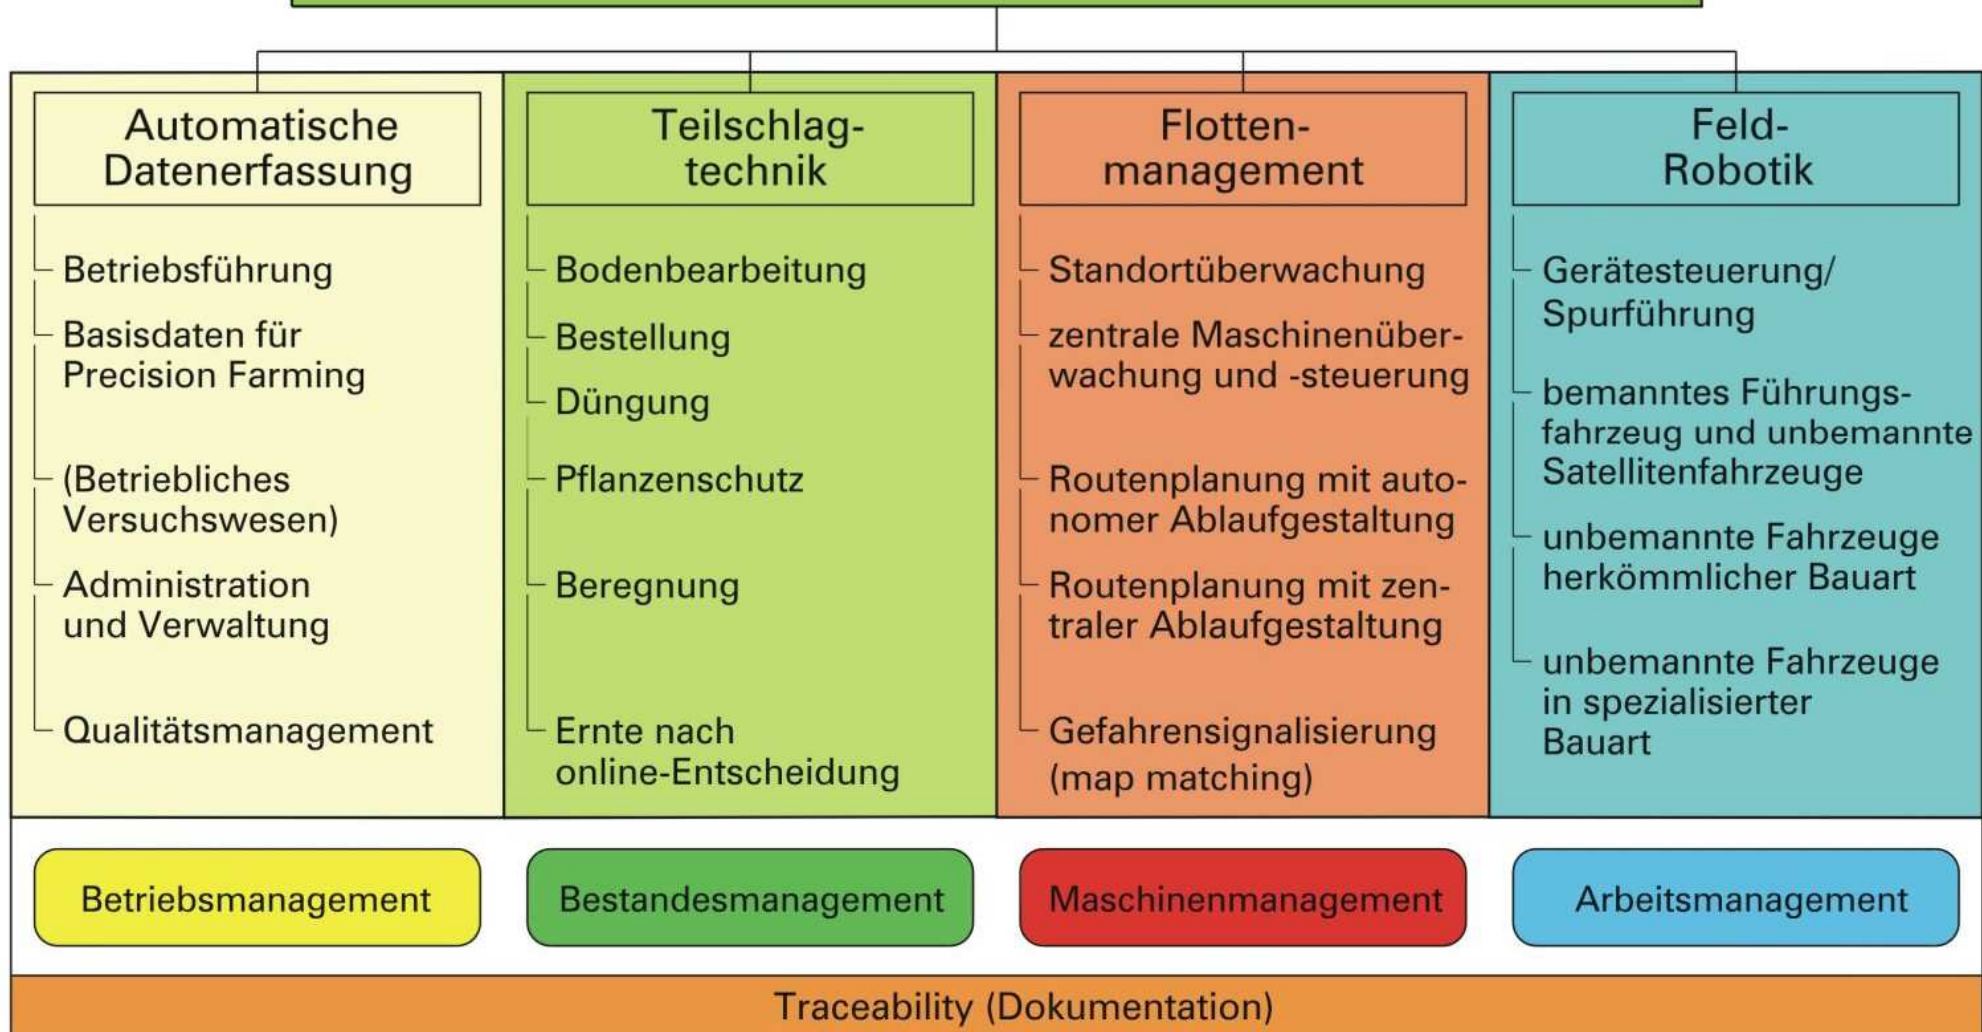 Automatische
Datenerfassung
Betriebsführung
Basisdaten für
Precision Farming
(Betriebliches
Versuchswesen)
Administration
und Verwaltung
Qualitätsmanagement
Teilschlag-
technik
Bodenbearbeitung
Bestellung
Düngung
Pflanzenschutz
Beregnung
Ernte nach
online-Entscheidung
Flotten-
management
Standortüberwachung
zentrale Maschinenüber-
wachung und -steuerung
Routenplanung mit auto-
nomer Ablaufgestaltung
Routenplanung mit zen-
traler Ablaufgestaltung
Gefahrensignalisierung
(map matching)
Feld-
Robotik
Gerätesteuerung/
Spurführung
bemanntes Führungs-
fahrzeug und unbemannte
Satellitenfahrzeuge
unbemannte Fahrzeuge
herkömmlicher Bauart
unbemannte Fahrzeuge
in spezialisierter
Bauart
Betriebsmanagement
Bestandesmanagement
Maschinenmanagement
Arbeitsmanagement
Traceability (Dokumentation)